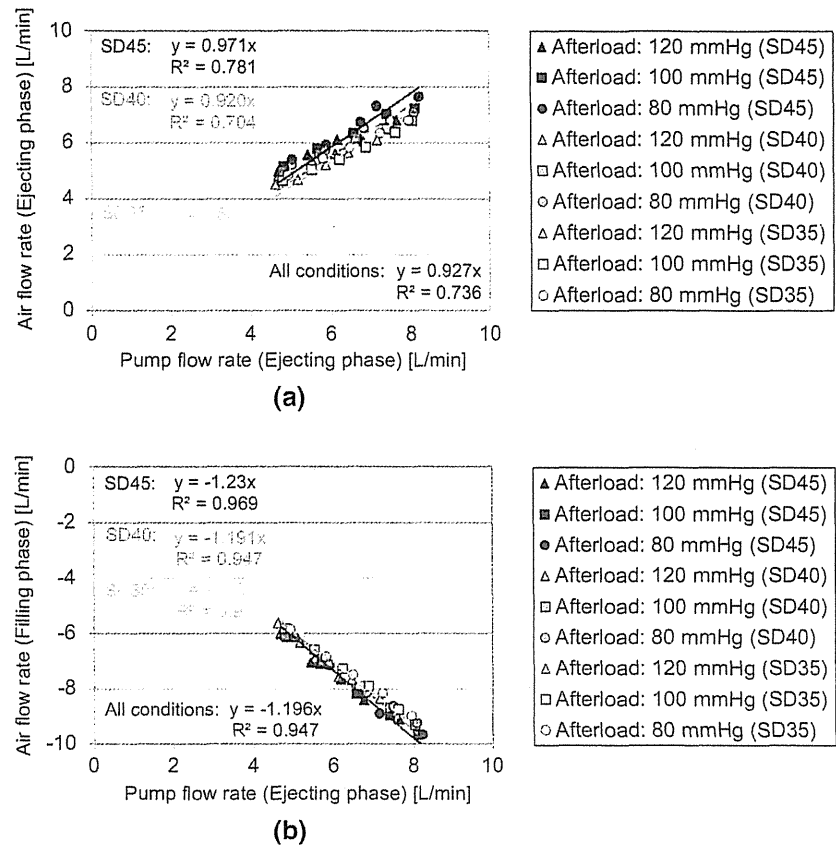 Air flow rate (Ejecting phase) [L/min]
10
8
6
4
2
0
SD45: y = 0.971x
R² = 0.781
SD40: y = 0.920x
R² = 0.704
All conditions: y = 0.927x
R² = 0.736
0 2 4 6 8 10
Pump flow rate (Ejecting phase) [L/min]
▲ Afterload: 120 mmHg (SD45)
■ Afterload: 100 mmHg (SD45)
● Afterload: 80 mmHg (SD45)
△ Afterload: 120 mmHg (SD40)
□ Afterload: 100 mmHg (SD40)
○ Afterload: 80 mmHg (SD40)
△ Afterload: 120 mmHg (SD35)
□ Afterload: 100 mmHg (SD35)
○ Afterload: 80 mmHg (SD35)
(a)
Air flow rate (Filling phase) [L/min]
0
-2
-4
-6
-8
-10
SD45: y = -1.23x
R² = 0.969
SD40: y = -1.191x
R² = 0.947
All conditions: y = -1.196x
R² = 0.947
0 2 4 6 8 10
Pump flow rate (Ejecting phase) [L/min]
▲ Afterload: 120 mmHg (SD45)
■ Afterload: 100 mmHg (SD45)
● Afterload: 80 mmHg (SD45)
△ Afterload: 120 mmHg (SD40)
□ Afterload: 100 mmHg (SD40)
○ Afterload: 80 mmHg (SD40)
△ Afterload: 120 mmHg (SD35)
□ Afterload: 100 mmHg (SD35)
○ Afterload: 80 mmHg (SD35)
(b)